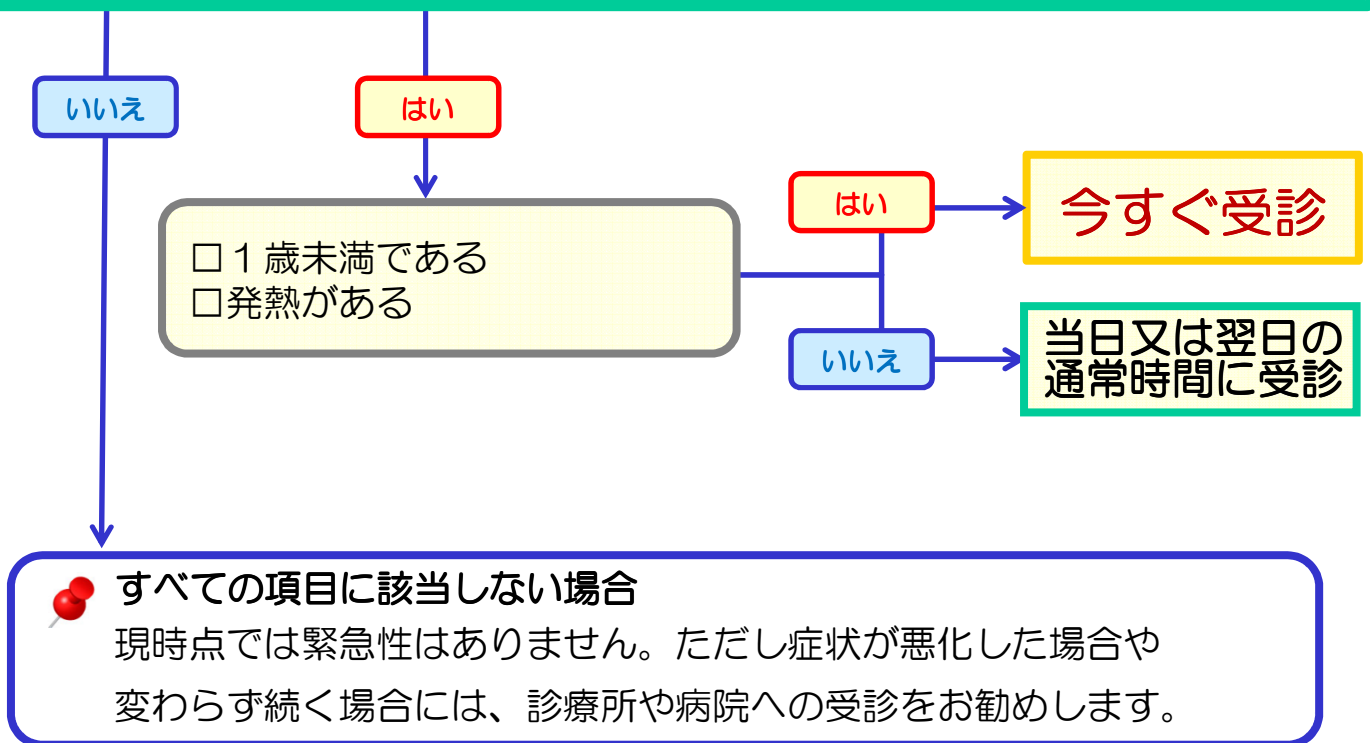 いいえ
はい
□１歳未満である
□発熱がある
はい
今すぐ受診
いいえ
当日又は翌日の
通常時間に受診
すべての項目に該当しない場合
現時点では緊急性はありません。ただし症状が悪化した場合や
変わらず続く場合には、診療所や病院への受診をお勧めします。